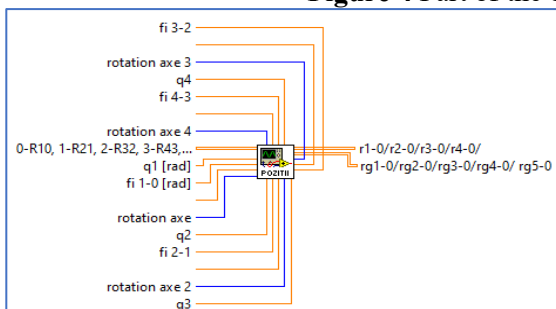 fi 3-2
rotation axe 3
q4
fi 4-3
rotation axe 4
0-R10, 1-R21, 2-R32, 3-R43,...
r1-0/r2-0/r3-0/r4-0/
q1 [rad]
rg1-0/rg2-0/rg3-0/rg4-0/ rg5-0
fi 1-0 [rad]
POZITII
rotation axe
q2
fi 2-1
rotation axe 2
q3